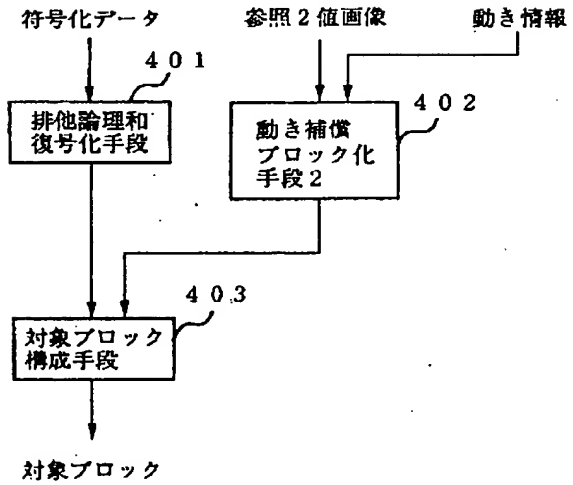 符号化データ
参照2値画像
動き情報
401
排他論理和
復号化手段
402
動き補償
ブロック化
手段2
403
対象ブロック
構成手段
対象ブロック